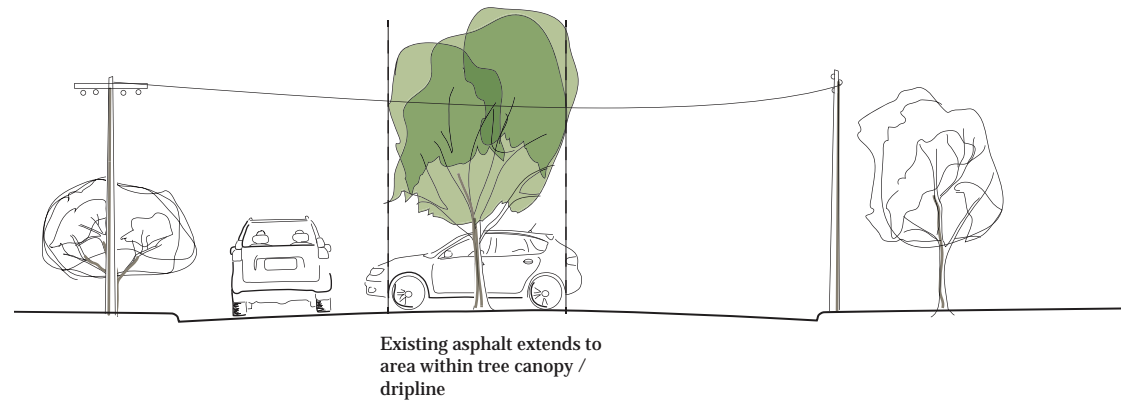 Existing asphalt extends to
area within tree canopy /
dripline